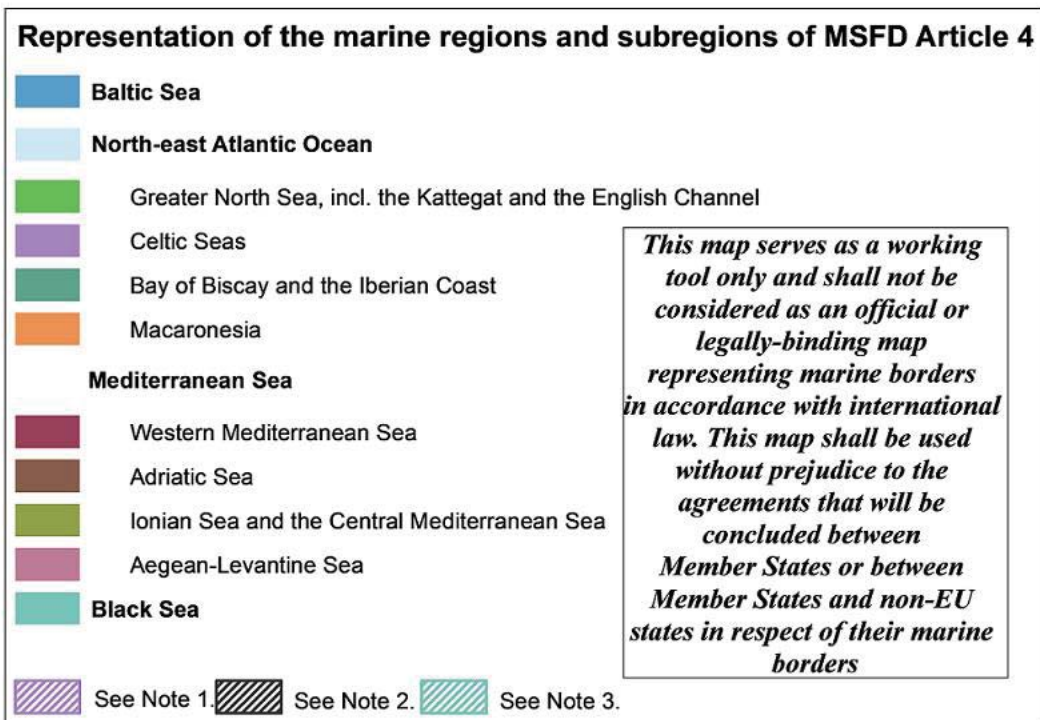 Representation of the marine regions and subregions of MSFD Article 4
Baltic Sea
North-east Atlantic Ocean
Greater North Sea, incl. the Kattegat and the English Channel
Celtic Seas
Bay of Biscay and the Iberian Coast
Macaronesia
Mediterranean Sea
Western Mediterranean Sea
Adriatic Sea
Ionian Sea and the Central Mediterranean Sea
Aegean-Levantine Sea
Black Sea
This map serves as a working
tool only and shall not be
considered as an official or
legally-binding map
representing marine borders
in accordance with international
law. This map shall be used
without prejudice to the
agreements that will be
concluded between
Member States or between
Member States and non-EU
states in respect of their marine
borders
See Note 1. See Note 2. See Note 3.